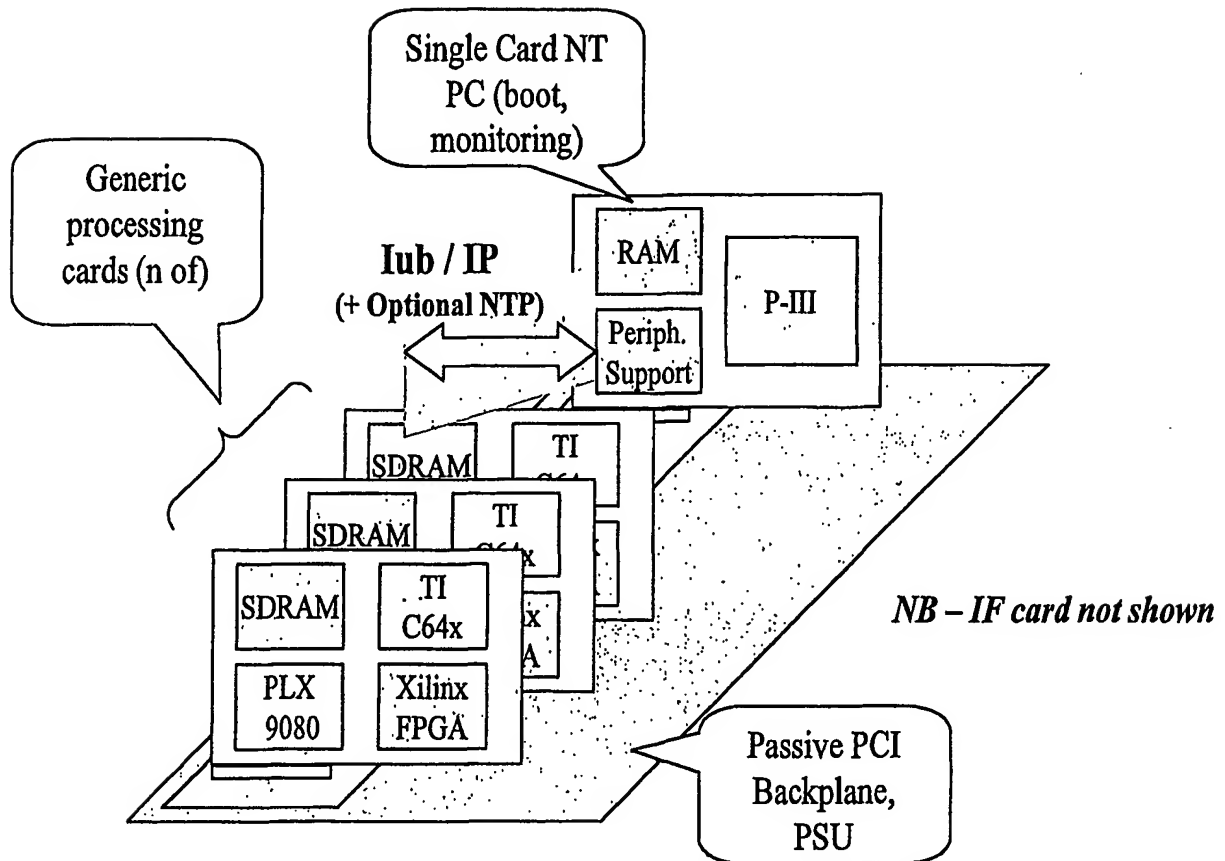 Single Card NT
PC (boot,
monitoring)
Generic
processing
cards (n of)
Iub / IP
(+ Optional NTP)
RAM
P-III
Periph.
Support
SDRAM
TI
SDRAM
TI
SDRAM
TI
C64x
PLX
9080
Xilinx
FPGA
NB – IF card not shown
Passive PCI
Backplane,
PSU